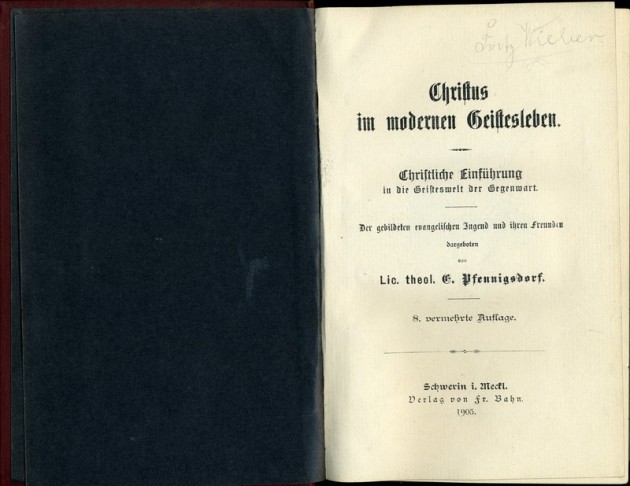 Fritz
Christus
im modernen Geistesleben.
Christliche Einführung
in die Geisteswelt der Gegenwart.
Der gebildeten evangelischen Jugend und ihren Freunden
dargeboten
von
Lic. theol. E. Pfennigsdorf.
8. vermehrte Auflage.
Schwerin i. Meckl.
Verlag von Fr. Bahn.
1905.